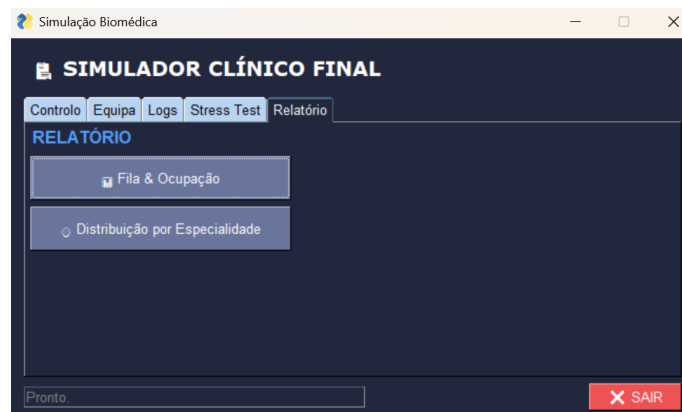 Simulação Biomédica
SIMULADOR CLÍNICO FINAL
Controlo Equipa Logs Stress Test Relatório
RELATÓRIO
Fila & Ocupação
Distribuição por Especialidade
Pronto.
SAIR